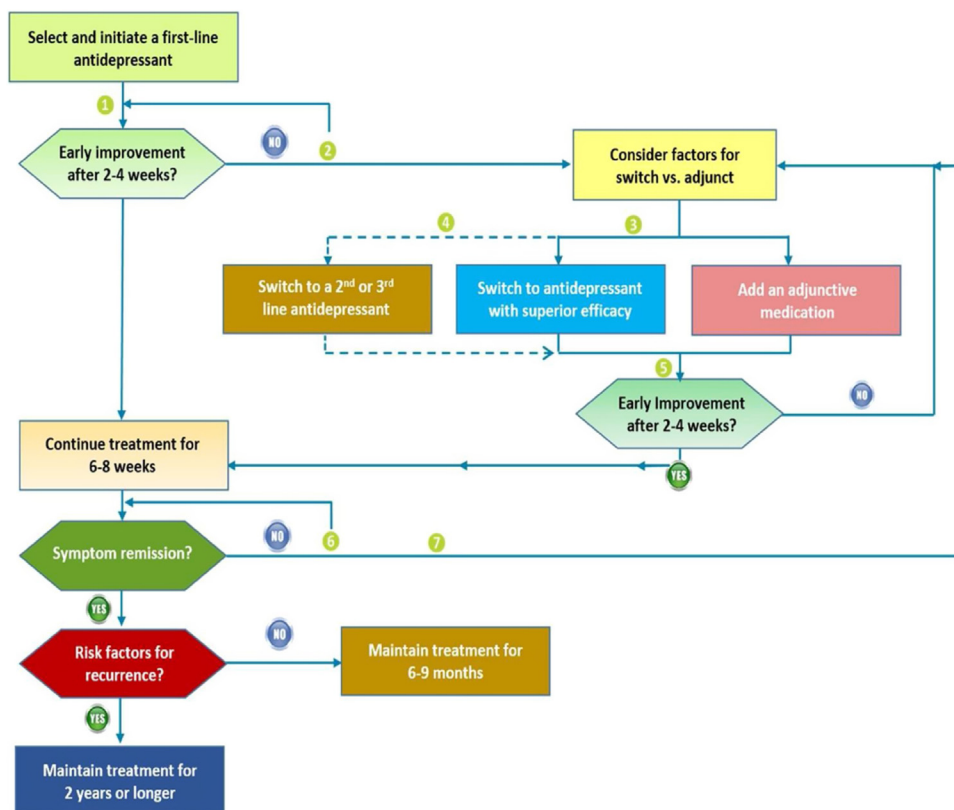 Select and initiate a first-line
antidepressant
1
Early improvement
after 2-4 weeks?
NO
2
Consider factors for
switch vs. adjunct
4
3
Switch to a 2nd or 3rd
line antidepressant
Switch to antidepressant
with superior efficacy
Add an adjunctive
medication
5
Early Improvement
after 2-4 weeks?
NO
YES
Continue treatment for
6-8 weeks
Symptom remission?
NO
6
7
YES
Risk factors for
recurrence?
NO
Maintain treatment for
6-9 months
YES
Maintain treatment for
2 years or longer